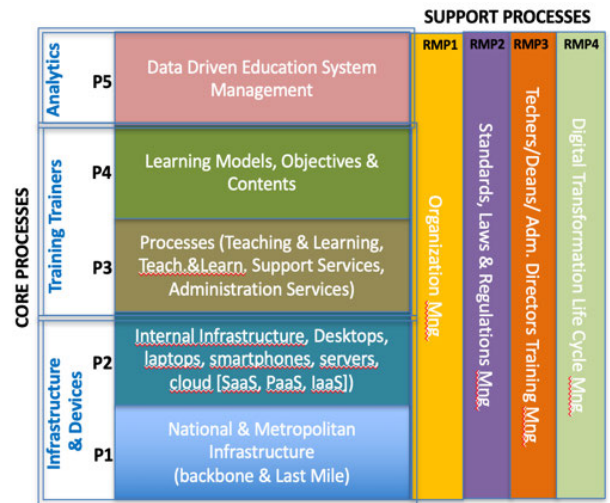 SUPPORT PROCESSES
RMP1 RMP2 RMP3 RMP4
CORE PROCESSES
Analytics
P5
Data Driven Education System
Management
Training Trainers
P4
Learning Models, Objectives &
Contents
P3
Processes (Teaching & Learning,
Teach.&Learn, Support Services,
Administration Services)
Infrastructure
& Devices
P2
Internal Infrastructure, Desktops,
laptops, smartphones, servers,
cloud [SaaS, PaaS, IaaS])
P1
National & Metropolitan
Infrastructure
(backbone & Last Mile)
Organization Mng
Standards, Laws & Regulations Mng
Techers/Deans/ Adm. Directors Training Mng
Digital Transformation Life Cycle Mng